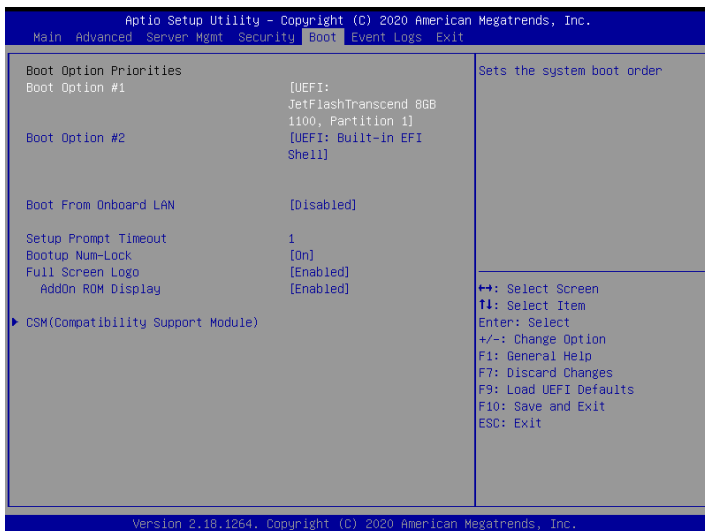 Aptio Setup Utility – Copyright (C) 2020 American Megatrends, Inc.
Main Advanced Server Mgmt Security Boot Event Logs Exit
Boot Option Priorities
Boot Option #1 [UEFI:
JetFlashTranscend 8GB
1100, Partition 1]
Boot Option #2 [UEFI: Built-in EFI
Shell]
Boot From Onboard LAN [Disabled]
Setup Prompt Timeout 1
Bootup Num-Lock [On]
Full Screen Logo [Enabled]
AddOn ROM Display [Enabled]
CSM(Compatibility Support Module)
Sets the system boot order
↔: Select Screen
↑↓: Select Item
Enter: Select
+/-: Change Option
F1: General Help
F7: Discard Changes
F9: Load UEFI Defaults
F10: Save and Exit
ESC: Exit
Version 2.18.1264. Copyright (C) 2020 American Megatrends, Inc.